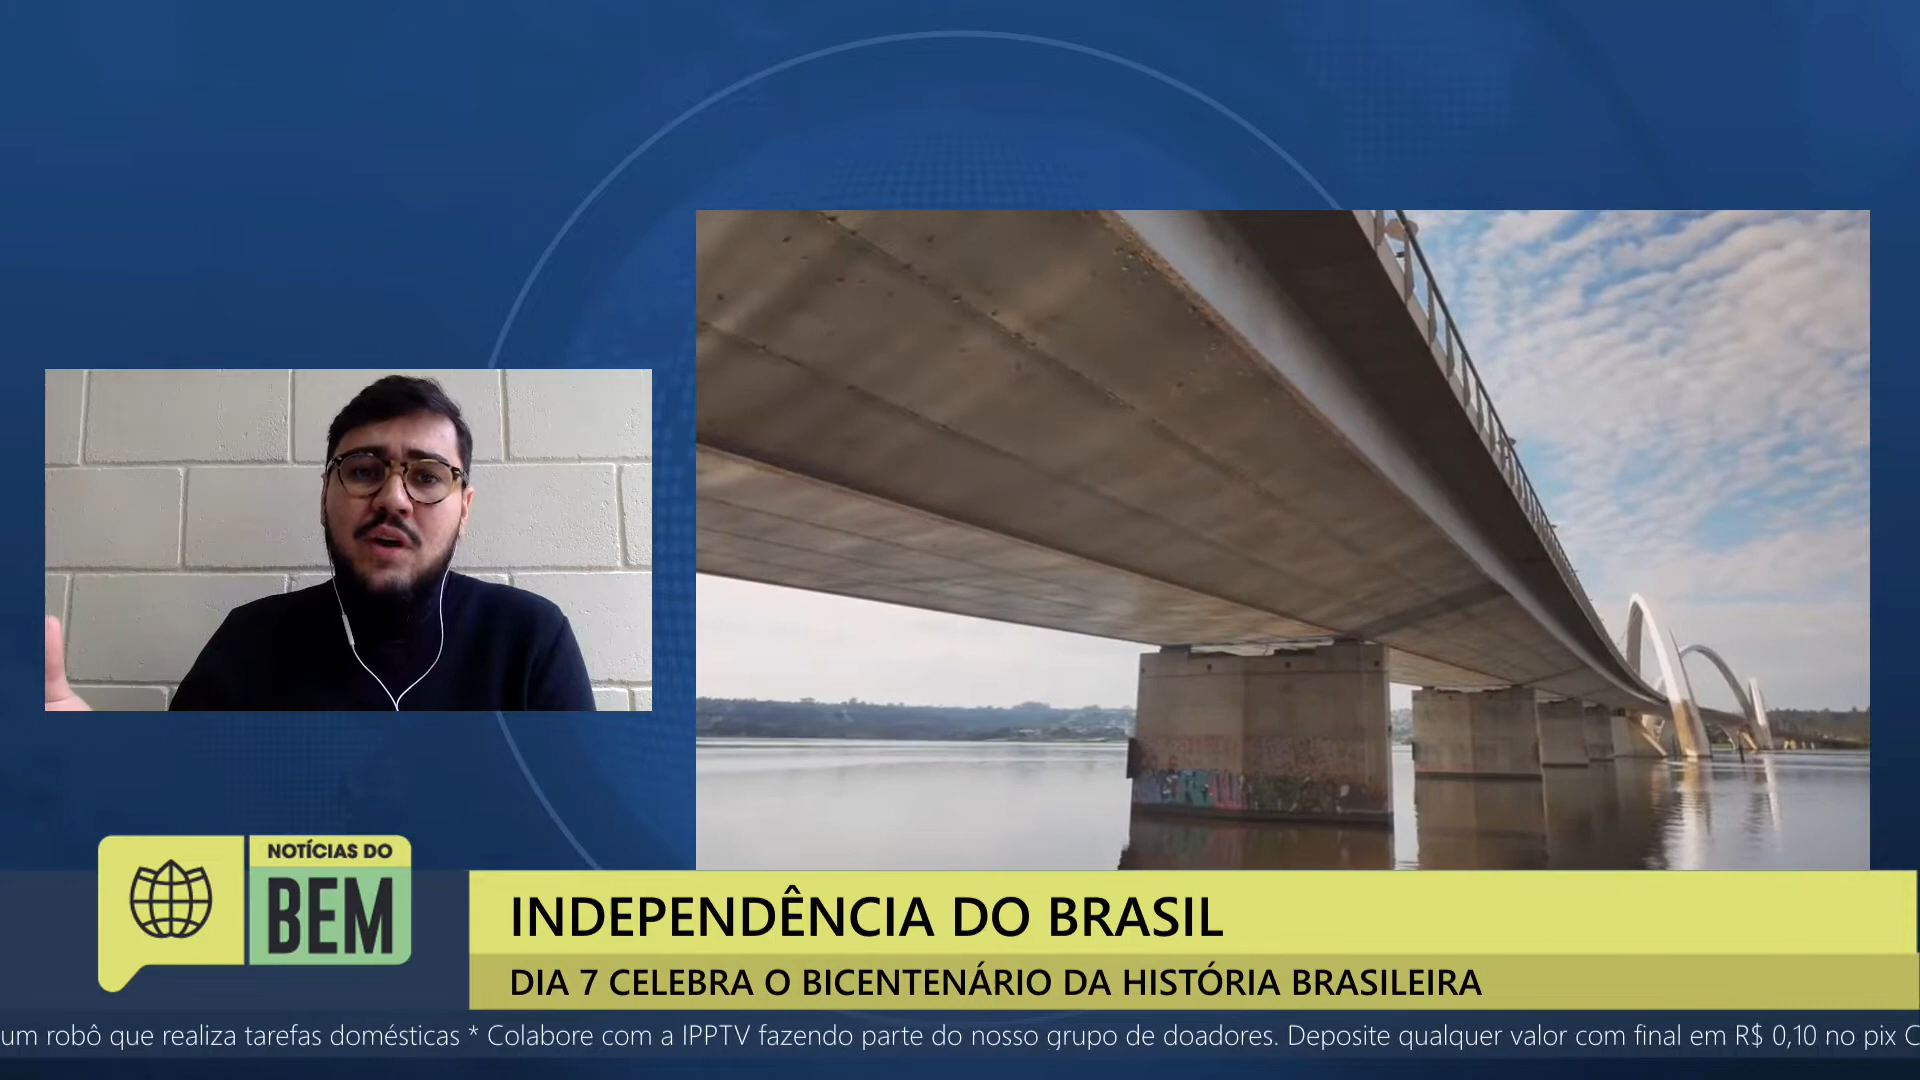 NOTÍCIAS DO
BEM
INDEPENDÊNCIA DO BRASIL
DIA 7 CELEBRA O BICENTENÁRIO DA HISTÓRIA BRASILEIRA
um robô que realiza tarefas domésticas * Colabore com a IPPTV fazendo parte do nosso grupo de doadores. Deposite qualquer valor com final em R$ 0,10 no pix C